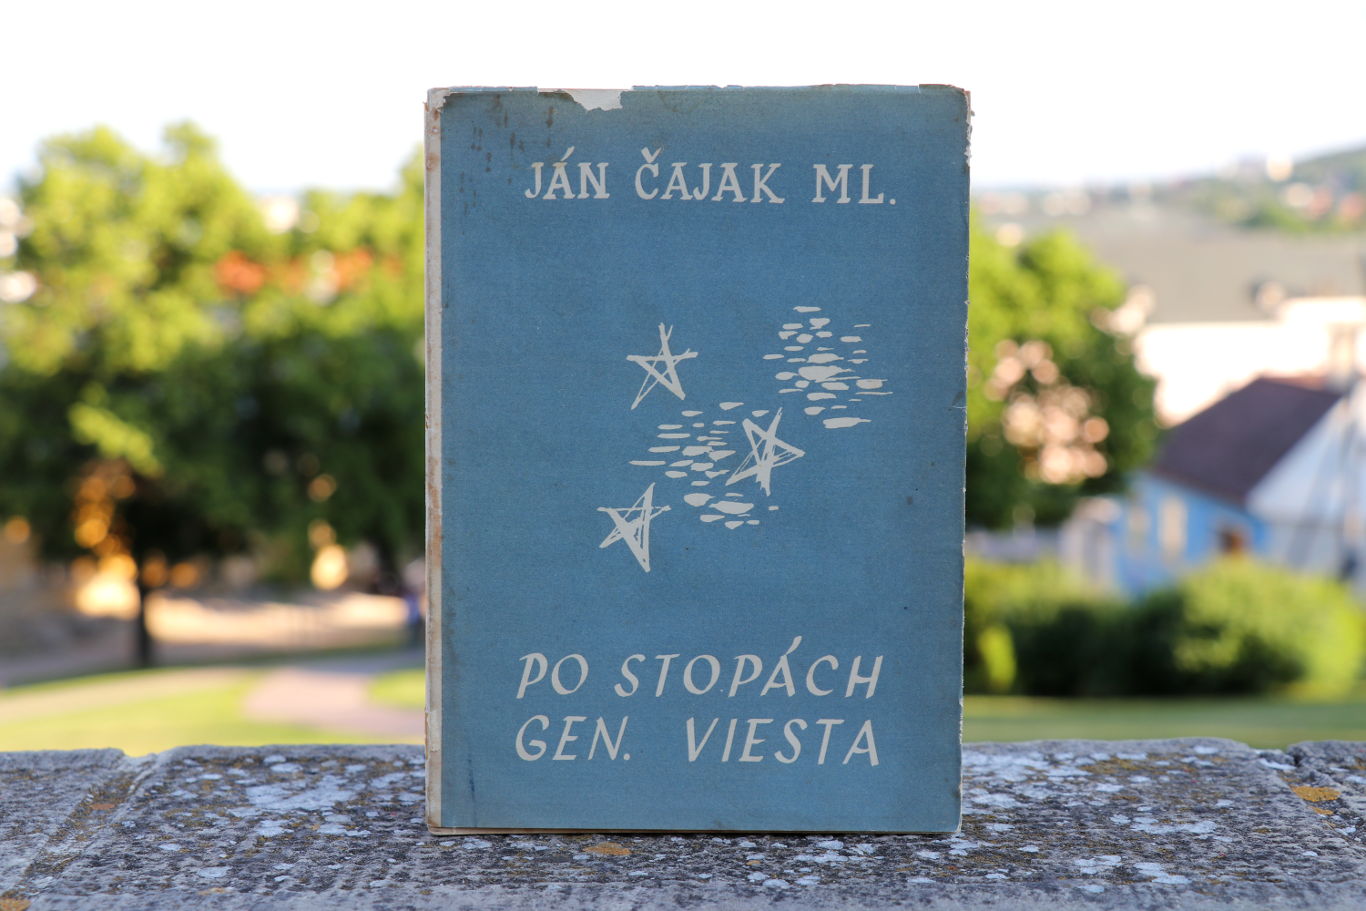 JÁN ČAJAK ML.
PO STOPÁCH
GEN. VIESTA